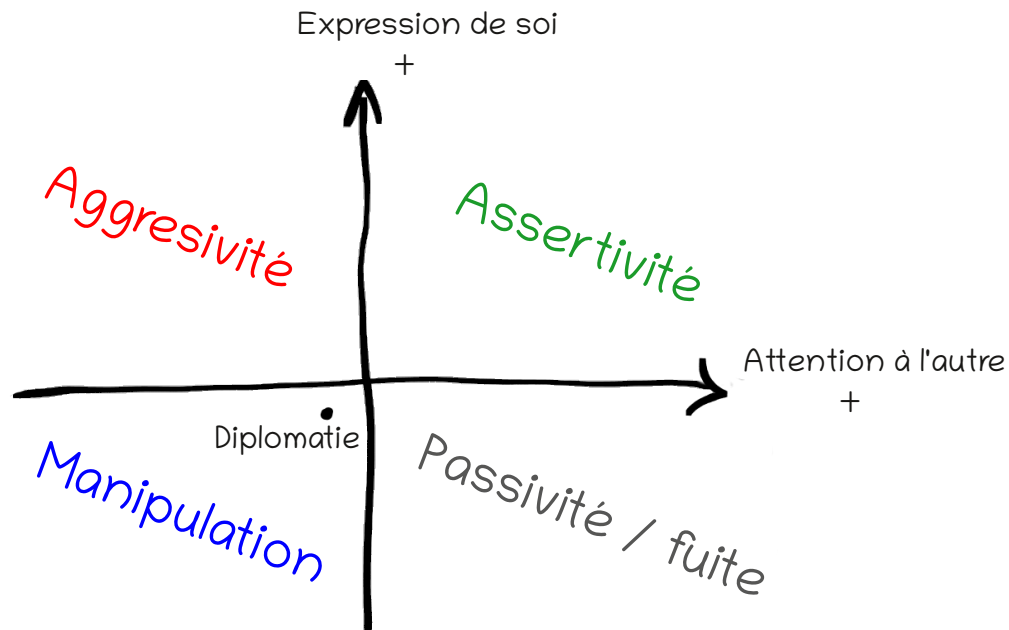 Expression de soi
+
Aggresivité
Assertivité
Attention à l'autre
+
Diplomatie
Manipulation
Passivité / fuite